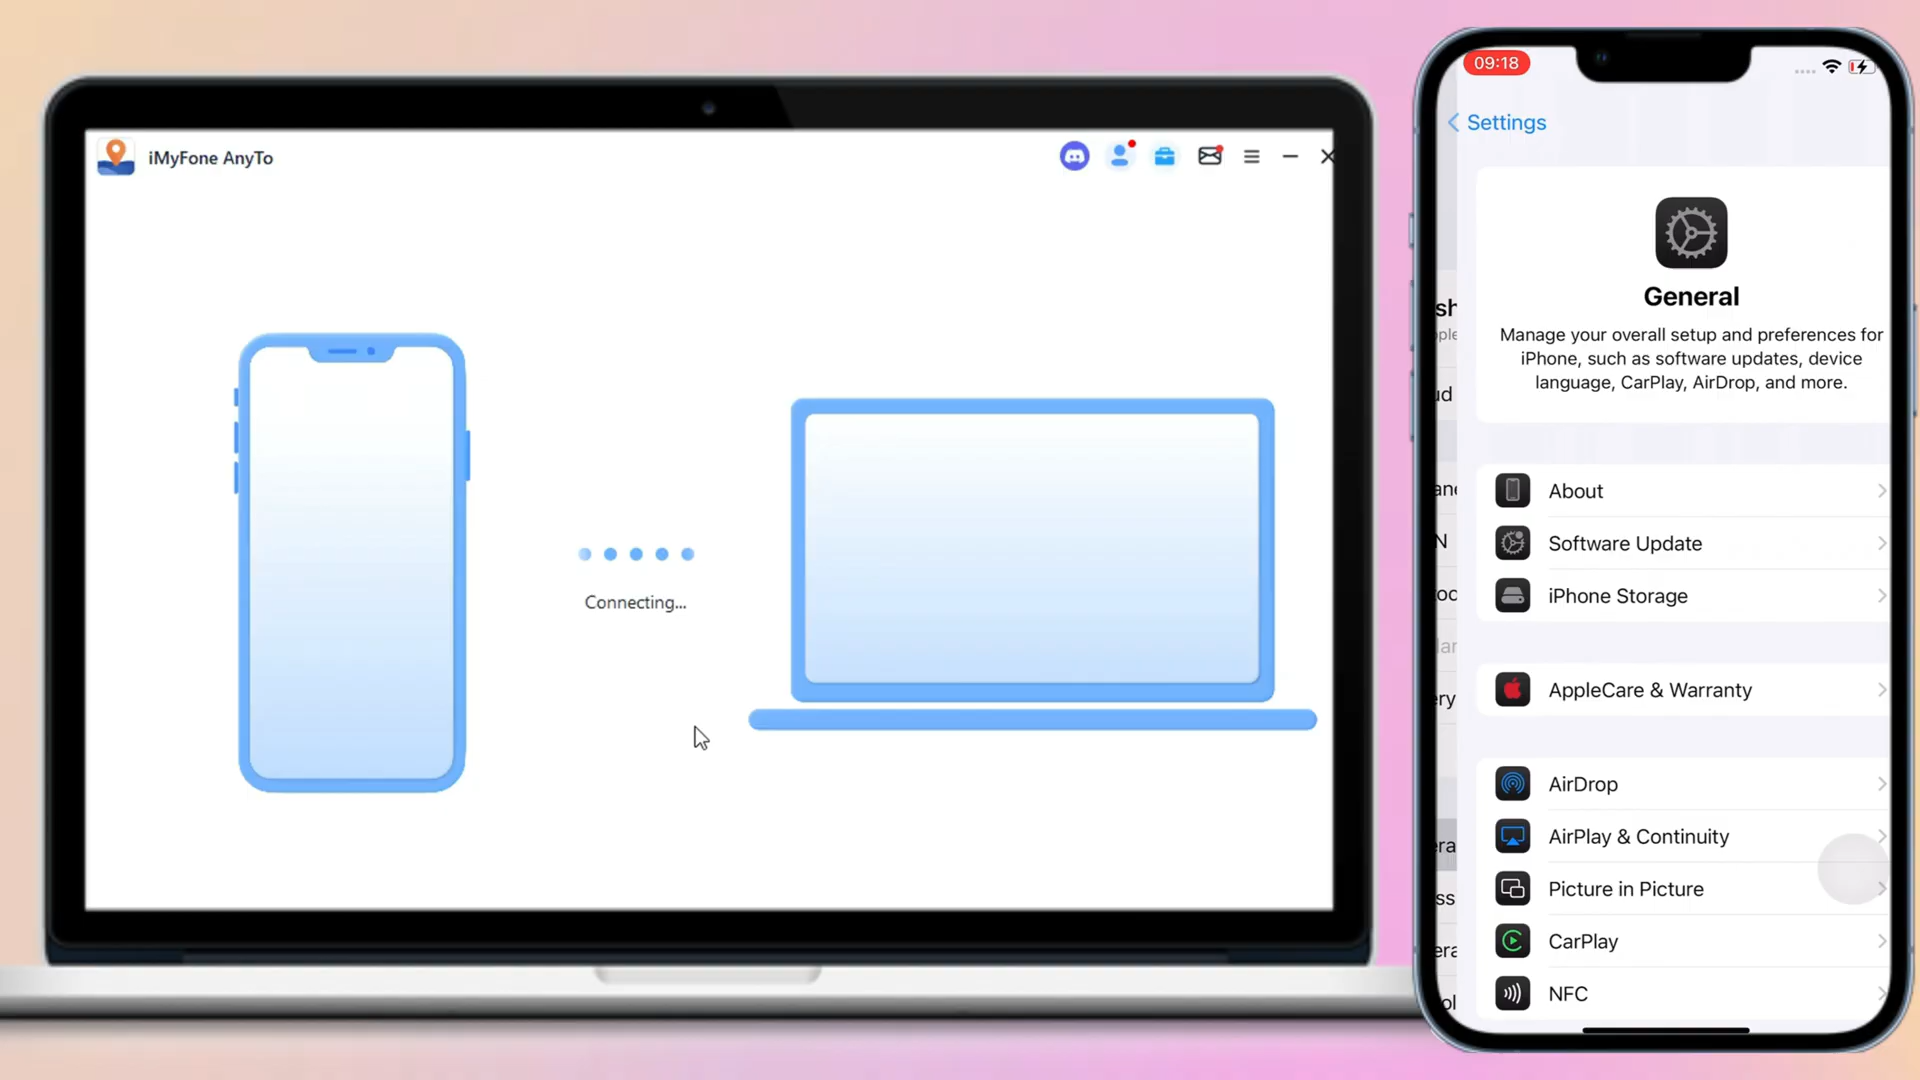 iMyFone AnyTo
Connecting...
09:18
Settings
General
Manage your overall setup and preferences for
iPhone, such as software updates, device
language, CarPlay, AirDrop, and more.
About
Software Update
iPhone Storage
AppleCare & Warranty
AirDrop
AirPlay & Continuity
Picture in Picture
CarPlay
NFC